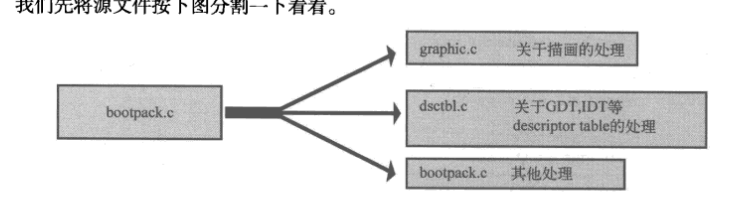 我们先将源文件按下图分割一下看看。
bootpack.c
graphic.c 关于描画的处理
dsctbl.c 关于GDT,IDT等
descriptor table的处理
bootpack.c 其他处理